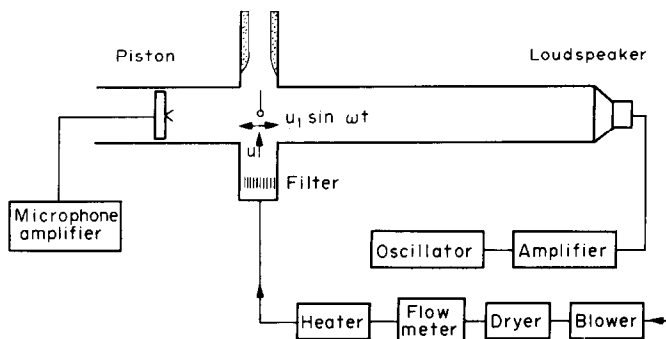 Piston
Loudspeaker
u₁ sin ωt
u
Filter
Microphone
amplifier
Oscillator
Amplifier
Heater
Flow
meter
Dryer
Blower